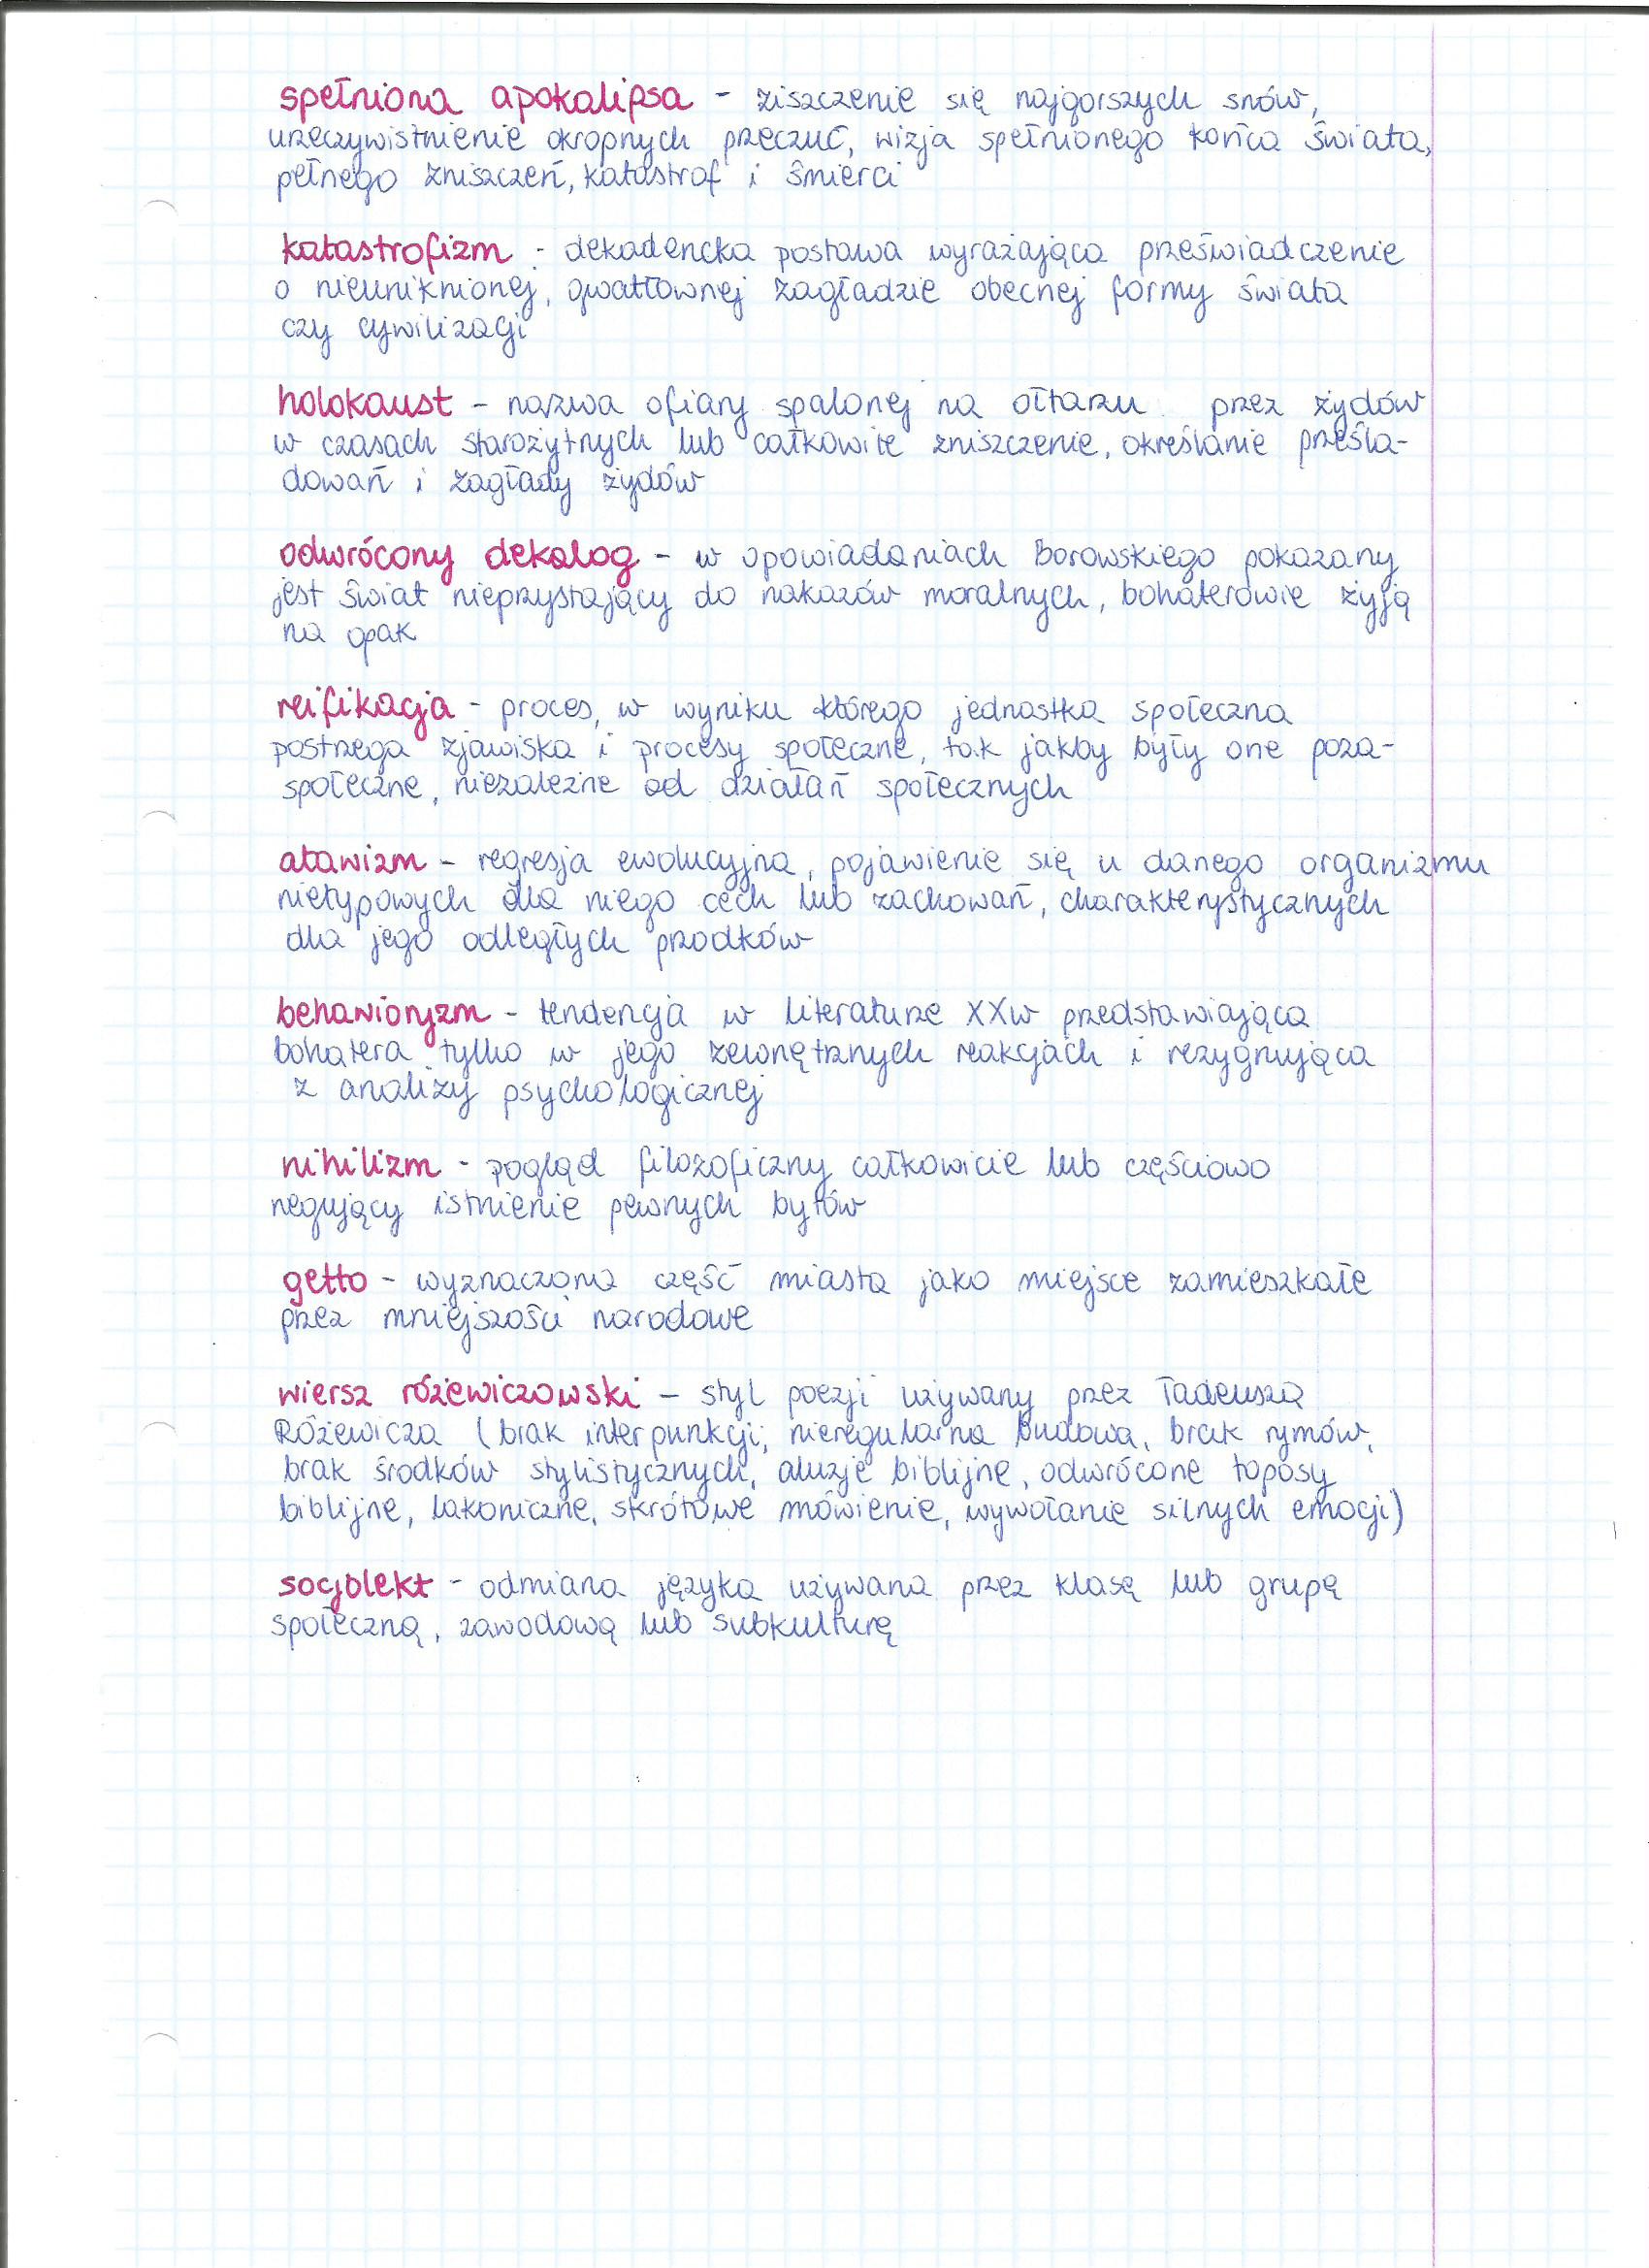 spełniona apokalipsa - ziszczenie się najgorszych snów,
urzeczywistnienie okropnych przeczuć, wizja spełnionego końca świata,
pełnego zniszczeń, katastrof i śmierci
katastrofizm - dekadencka postawa wyrażająca przeświadczenie
o nieuniknionej, gwałtownej zagładzie obecnej formy świata
czy cywilizacji
holokaust - nazwa ofiary spalonej na ołtarzu przez żydów
w czasach starożytnych lub całkowite zniszczenie, określanie prześla-
dowań i zagłady żydów
odwrócony dekalog - w opowiadaniach Borowskiego pokazany
jest świat nieprzystający do nakazów moralnych, bohaterowie żyją
na opak
reifikacja - proces, w wyniku którego jednostka społeczna
postrzega zjawiska i procesy społeczne, tak jakby były one poza-
społeczne, niezależne od działań społecznych
atawizm - regresja ewolucyjna, pojawienie się u danego organizmu
nietypowych dla niego cech lub zachowań, charakterystycznych
dla jego odległych przodków
behawioryzm - tendencja w literaturze XXw przedstawiająca
bohatera tylko w jego zewnętrznych reakcjach i rezygnująca
z analizy psychologicznej
nihilizm - pogląd filozoficzny całkowicie lub częściowo
negujący istnienie pewnych bytów
getto - wyznaczona część miasta jako miejsce zamieszkałe
przez mniejszości narodowe
wiersz różewiczowski - styl poezji używany przez Tadeusza
Różewicza (brak interpunkcji, nieregularna budowa, brak rymów,
brak środków stylistycznych, aluzje biblijne, odwrócone toposy
biblijne, lakoniczne, skrótowe mówienie, wywołanie silnych emocji)
socjolekt - odmiana języka używana przez klasę lub grupę
społeczną, zawodową lub subkulturę